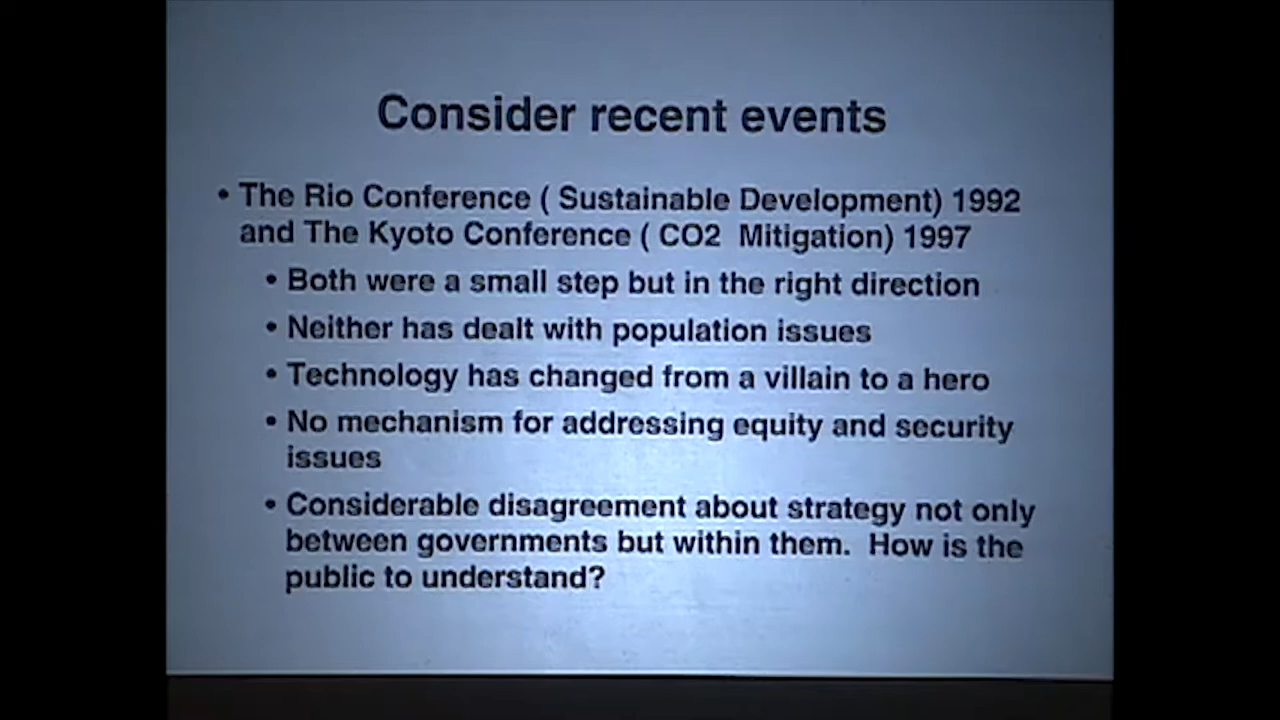 Consider recent events
• The Rio Conference ( Sustainable Development) 1992
and The Kyoto Conference ( CO2 Mitigation) 1997
• Both were a small step but in the right direction
• Neither has dealt with population issues
• Technology has changed from a villain to a hero
• No mechanism for addressing equity and security
issues
• Considerable disagreement about strategy not only
between governments but within them. How is the
public to understand?